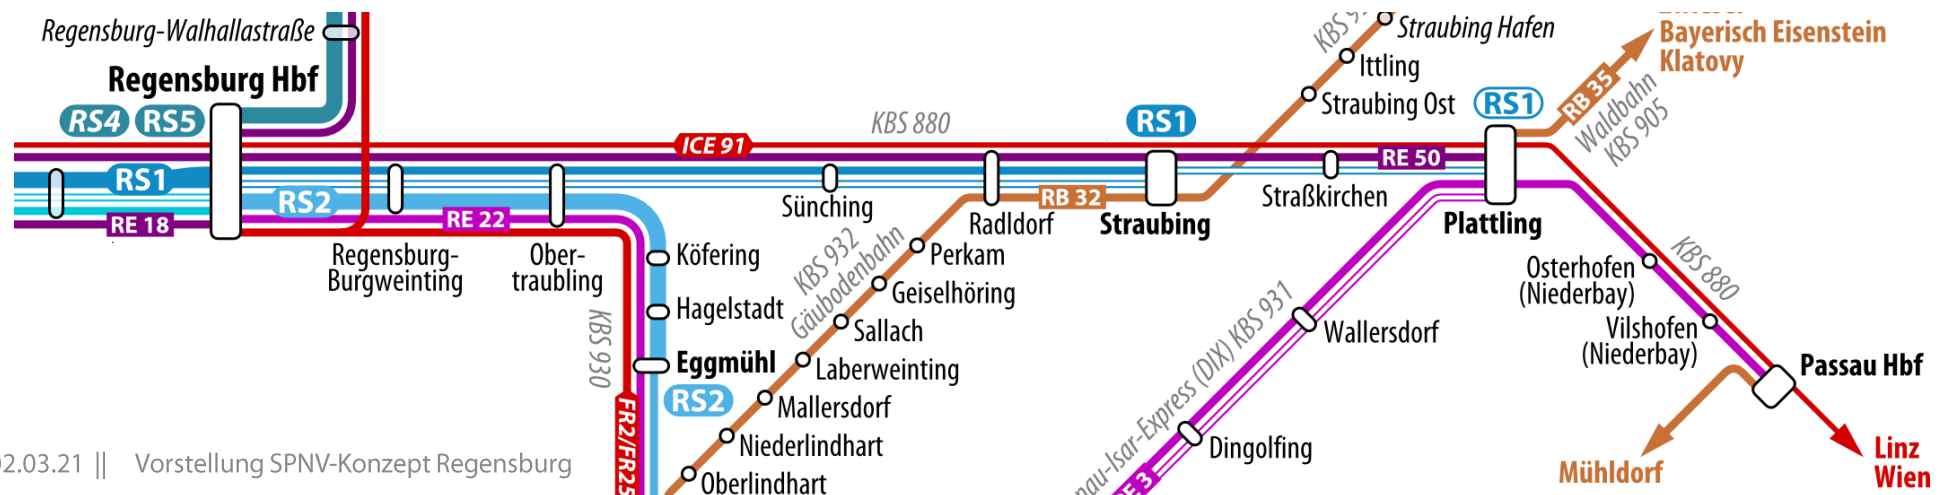 Regensburg-Walhallastraße
Regensburg Hbf
RS4 RS5
RS1
RS2
RE 18
RE 22
ICE 91
KBS 880
RS1
RE 50
RB 32
RS1
RB 35
Bayerisch Eisenstein
Klatovy
Waldbahn
KBS 905
Straubing Hafen
Ittling
Straubing Ost
Regensburg-
Burgweinting
Ober-
traubling
Sünching
Radldorf
Straubing
Straßkirchen
Plattling
Köfering
Hagelstadt
Eggmühl
RS2
KBS 930
FR2/FR25
KBS 932
Gäubodenbahn
Perkam
Geiselhöring
Sallach
Laberweinting
Mallersdorf
Niederlindhart
Oberlindhart
KBS 931
(DIX)
Wallersdorf
Dingolfing
KBS 880
Osterhofen
(Niederbay)
Vilshofen
(Niederbay)
Passau Hbf
Mühldorf
Linz
Wien
02.03.21 || Vorstellung SPNV-Konzept Regensburg